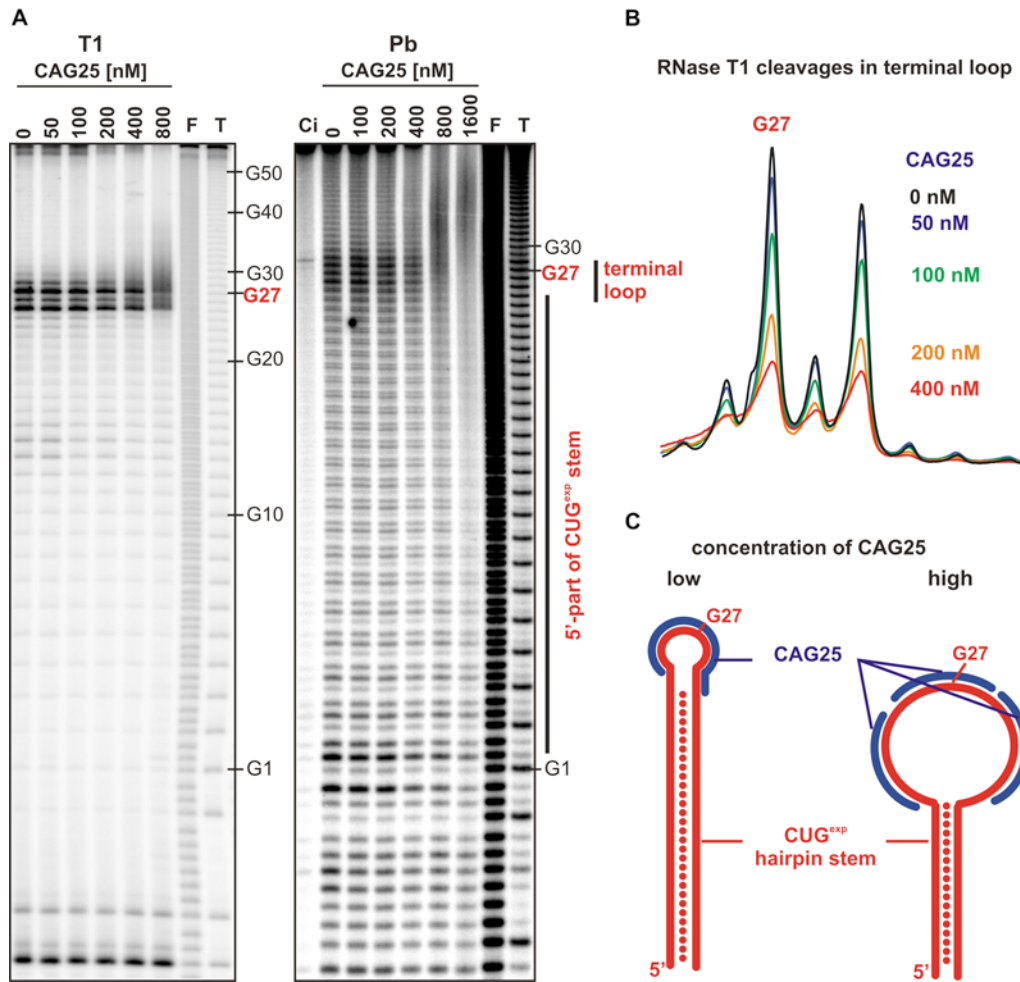 A
T1
CAG25 [nM]
0 50 100 200 400 800 F T
G50
G40
G30
G27
G20
G10
G1
Pb
CAG25 [nM]
Ci 0 100 200 400 800 1600 F T
G30
G27
terminal
loop
5'-part of CUGexp stem
B
RNase T1 cleavages in terminal loop
G27
CAG25
0 nM
50 nM
100 nM
200 nM
400 nM
C
concentration of CAG25
low high
G27
CAG25
G27
CUGexp
hairpin stem
5' 5'